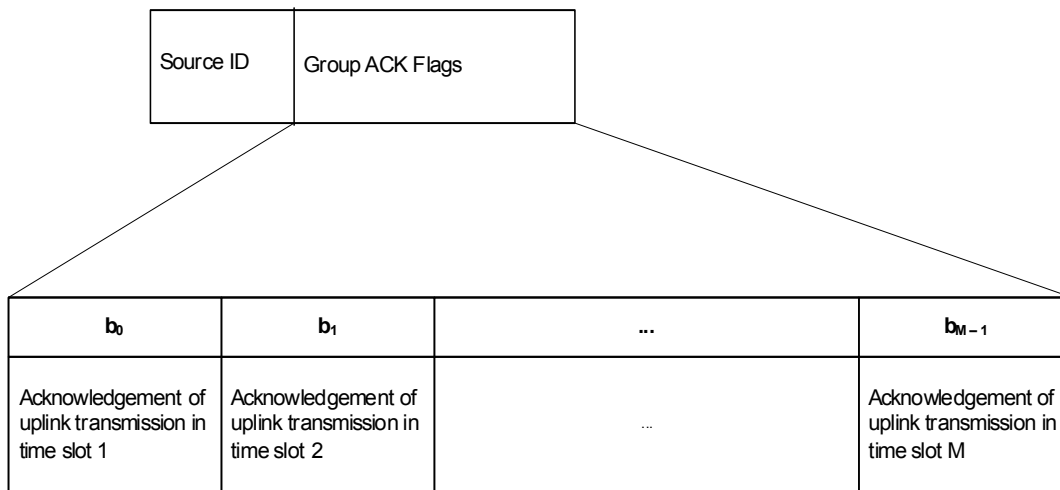 Source ID
Group ACK Flags
b0
b1
...
bM – 1
Acknowledgement of
uplink transmission in
time slot 1
Acknowledgement of
uplink transmission in
time slot 2
...
Acknowledgement of
uplink transmission in
time slot M